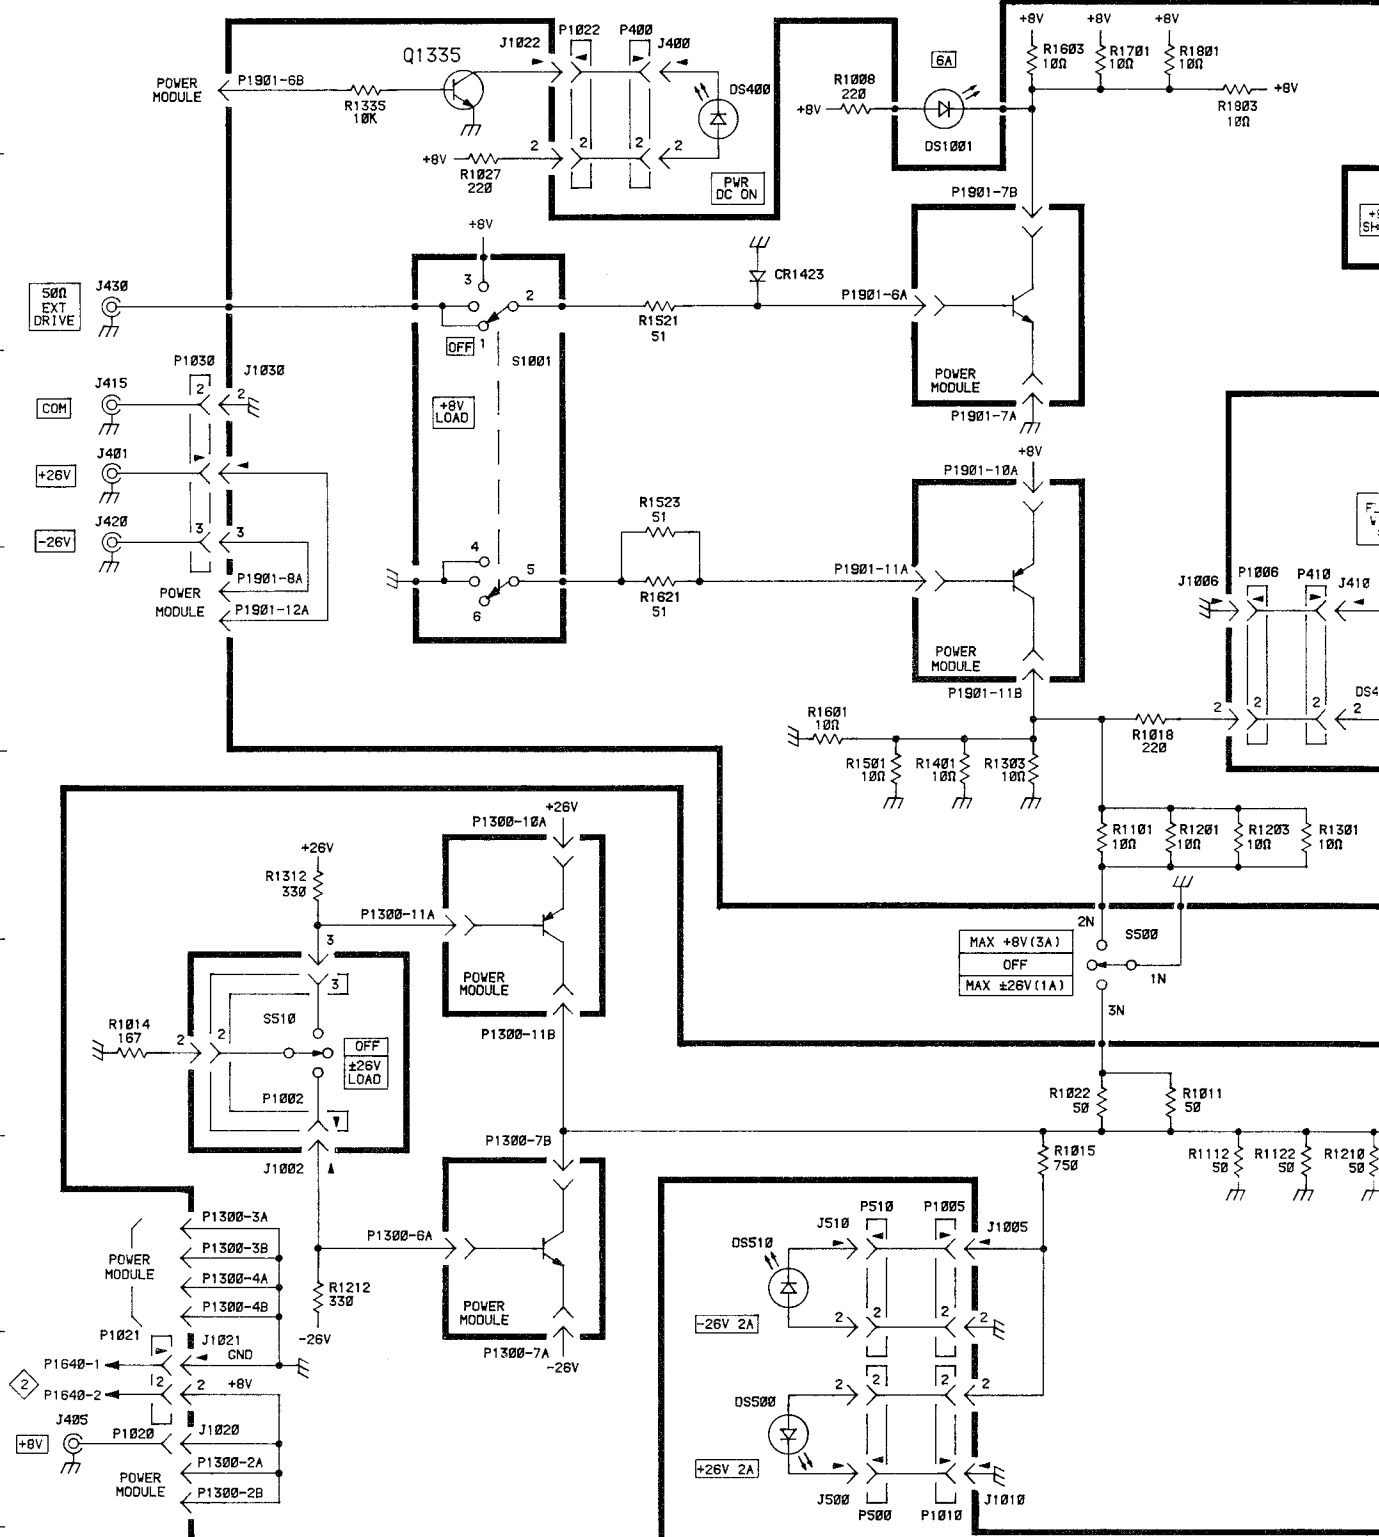 +8V
+8V
+8V
J1022
P1022
P400
J400
Q1335
6A
R1603
10Ω
R1701
10Ω
R1801
10Ω
POWER
MODULE
P1901-6B
R1335
10K
DS400
R1008
220
+8V
+8V
R1803
10Ω
DS1001
2
2
2
2
+8V
R1027
220
PWR
DC ON
P1901-7B
+8V
CR1423
3
2
1
50Ω
EXT
DRIVE
J430
P1901-6A
R1521
51
OFF
S1001
POWER
MODULE
P1030
J1030
J415
2
2
COM
+8V
LOAD
P1901-7A
+8V
J401
+26V
P1901-10A
J420
3
3
-26V
R1523
51
4
5
6
P1901-8A
POWER
MODULE
P1901-12A
R1621
51
P1901-11A
J1006
P1006
P410
J410
POWER
MODULE
P1901-11B
2
2
2
2
R1601
10Ω
R1018
220
R1501
10Ω
R1401
10Ω
R1303
10Ω
+26V
P1300-10A
R1101
10Ω
R1201
10Ω
R1203
10Ω
R1301
10Ω
+26V
R1312
330
P1300-11A
3
2N
S500
MAX +8V(3A)
OFF
MAX ±26V(1A)
1N
3N
POWER
MODULE
3
S510
P1300-11B
R1014
167
2
2
OFF
±26V
LOAD
P1002
R1022
50
R1011
50
J1002
P1300-7B
R1015
750
R1112
50
R1122
50
R1210
50
P1300-3A
P1300-3B
P1300-4A
P1300-4B
POWER
MODULE
P1300-6A
R1212
330
-26V
POWER
MODULE
P1300-7A
-26V
J510
P510
P1005
J1005
DS510
-26V 2A
2
2
2
2
P1021
J1021
GND
P1640-1
2
P1640-2
2
2
+8V
J405
+8V
P1020
J1020
P1300-2A
POWER
MODULE
P1300-2B
2
2
2
2
DS500
+26V 2A
J500
P500
P1010
J1010